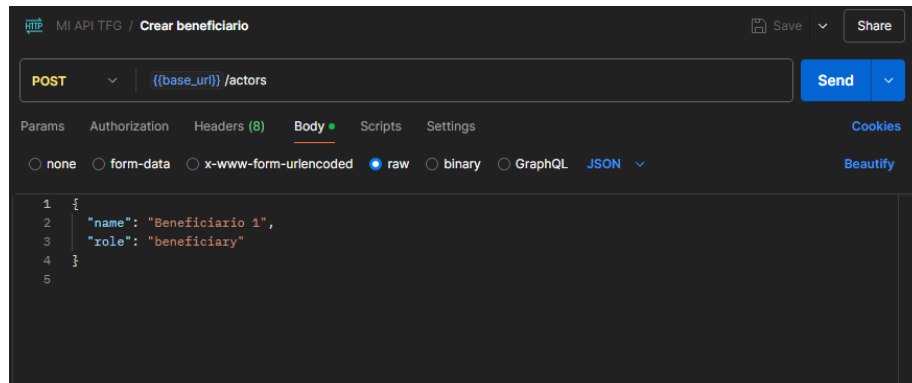 HTTP MI API TFG / Crear beneficiario Save Share
POST {{base_url}} /actors Send
Params Authorization Headers (8) Body Scripts Settings Cookies
none form-data x-www-form-urlencoded raw binary GraphQL JSON Beautify
1 {
2 "name": "Beneficiario 1",
3 "role": "beneficiary"
4 }
5